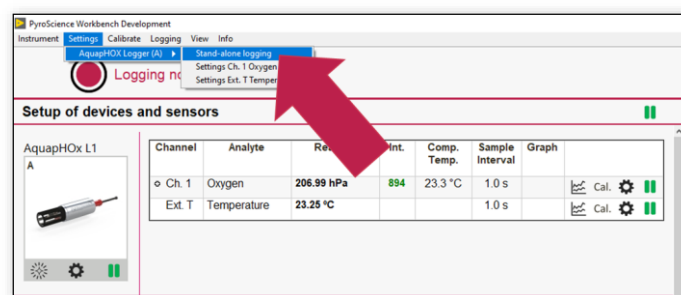 PyroScience Workbench Development
Instrument Settings Calibrate Logging View Info
AquapHOX Logger (A) Stand-alone logging
Settings Ch. 1 Oxygen
Settings Ext. T
Logging
Setup of devices and sensors
AquapHOx L1
A
Channel Analyte Int. Comp. Temp. Sample Interval Graph
Ch. 1 Oxygen 206.99 hPa 894 23.3 °C 1.0 s Cal.
Ext. T Temperature 23.25 °C 1.0 s Cal.